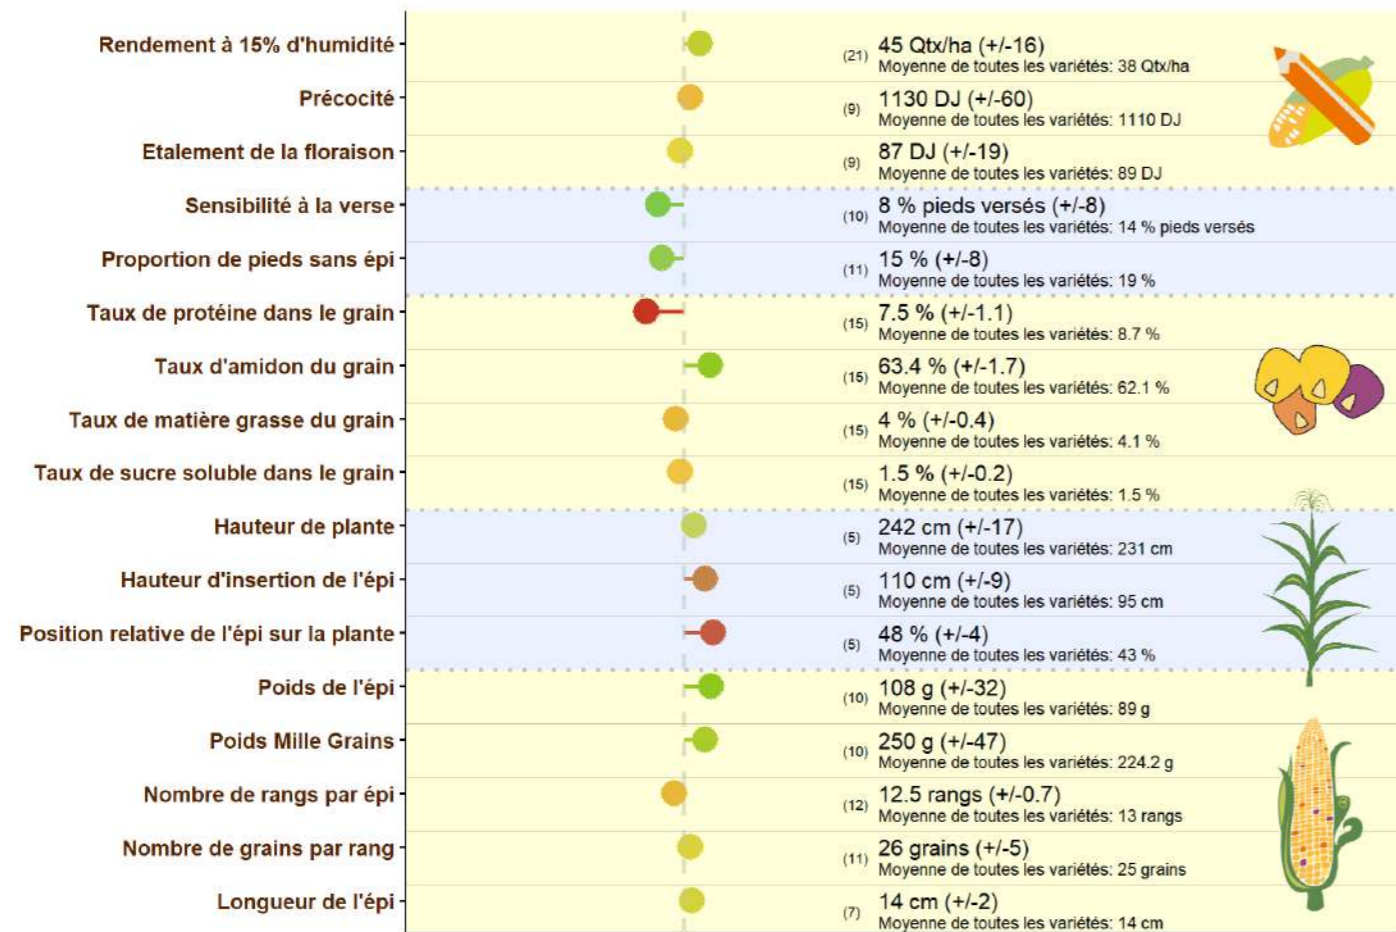 Rendement à 15% d'humidité
(21) 45 Qtx/ha (+/-16)
Moyenne de toutes les variétés: 38 Qtx/ha
Précocité
(9) 1130 DJ (+/-60)
Moyenne de toutes les variétés: 1110 DJ
Etalement de la floraison
(9) 87 DJ (+/-19)
Moyenne de toutes les variétés: 89 DJ
Sensibilité à la verse
(10) 8 % pieds versés (+/-8)
Moyenne de toutes les variétés: 14 % pieds versés
Proportion de pieds sans épi
(11) 15 % (+/-8)
Moyenne de toutes les variétés: 19 %
Taux de protéine dans le grain
(15) 7.5 % (+/-1.1)
Moyenne de toutes les variétés: 8.7 %
Taux d'amidon du grain
(15) 63.4 % (+/-1.7)
Moyenne de toutes les variétés: 62.1 %
Taux de matière grasse du grain
(15) 4 % (+/-0.4)
Moyenne de toutes les variétés: 4.1 %
Taux de sucre soluble dans le grain
(15) 1.5 % (+/-0.2)
Moyenne de toutes les variétés: 1.5 %
Hauteur de plante
(5) 242 cm (+/-17)
Moyenne de toutes les variétés: 231 cm
Hauteur d'insertion de l'épi
(5) 110 cm (+/-9)
Moyenne de toutes les variétés: 95 cm
Position relative de l'épi sur la plante
(5) 48 % (+/-4)
Moyenne de toutes les variétés: 43 %
Poids de l'épi
(10) 108 g (+/-32)
Moyenne de toutes les variétés: 89 g
Poids Mille Grains
(10) 250 g (+/-47)
Moyenne de toutes les variétés: 224.2 g
Nombre de rangs par épi
(12) 12.5 rangs (+/-0.7)
Moyenne de toutes les variétés: 13 rangs
Nombre de grains par rang
(11) 26 grains (+/-5)
Moyenne de toutes les variétés: 25 grains
Longueur de l'épi
(7) 14 cm (+/-2)
Moyenne de toutes les variétés: 14 cm